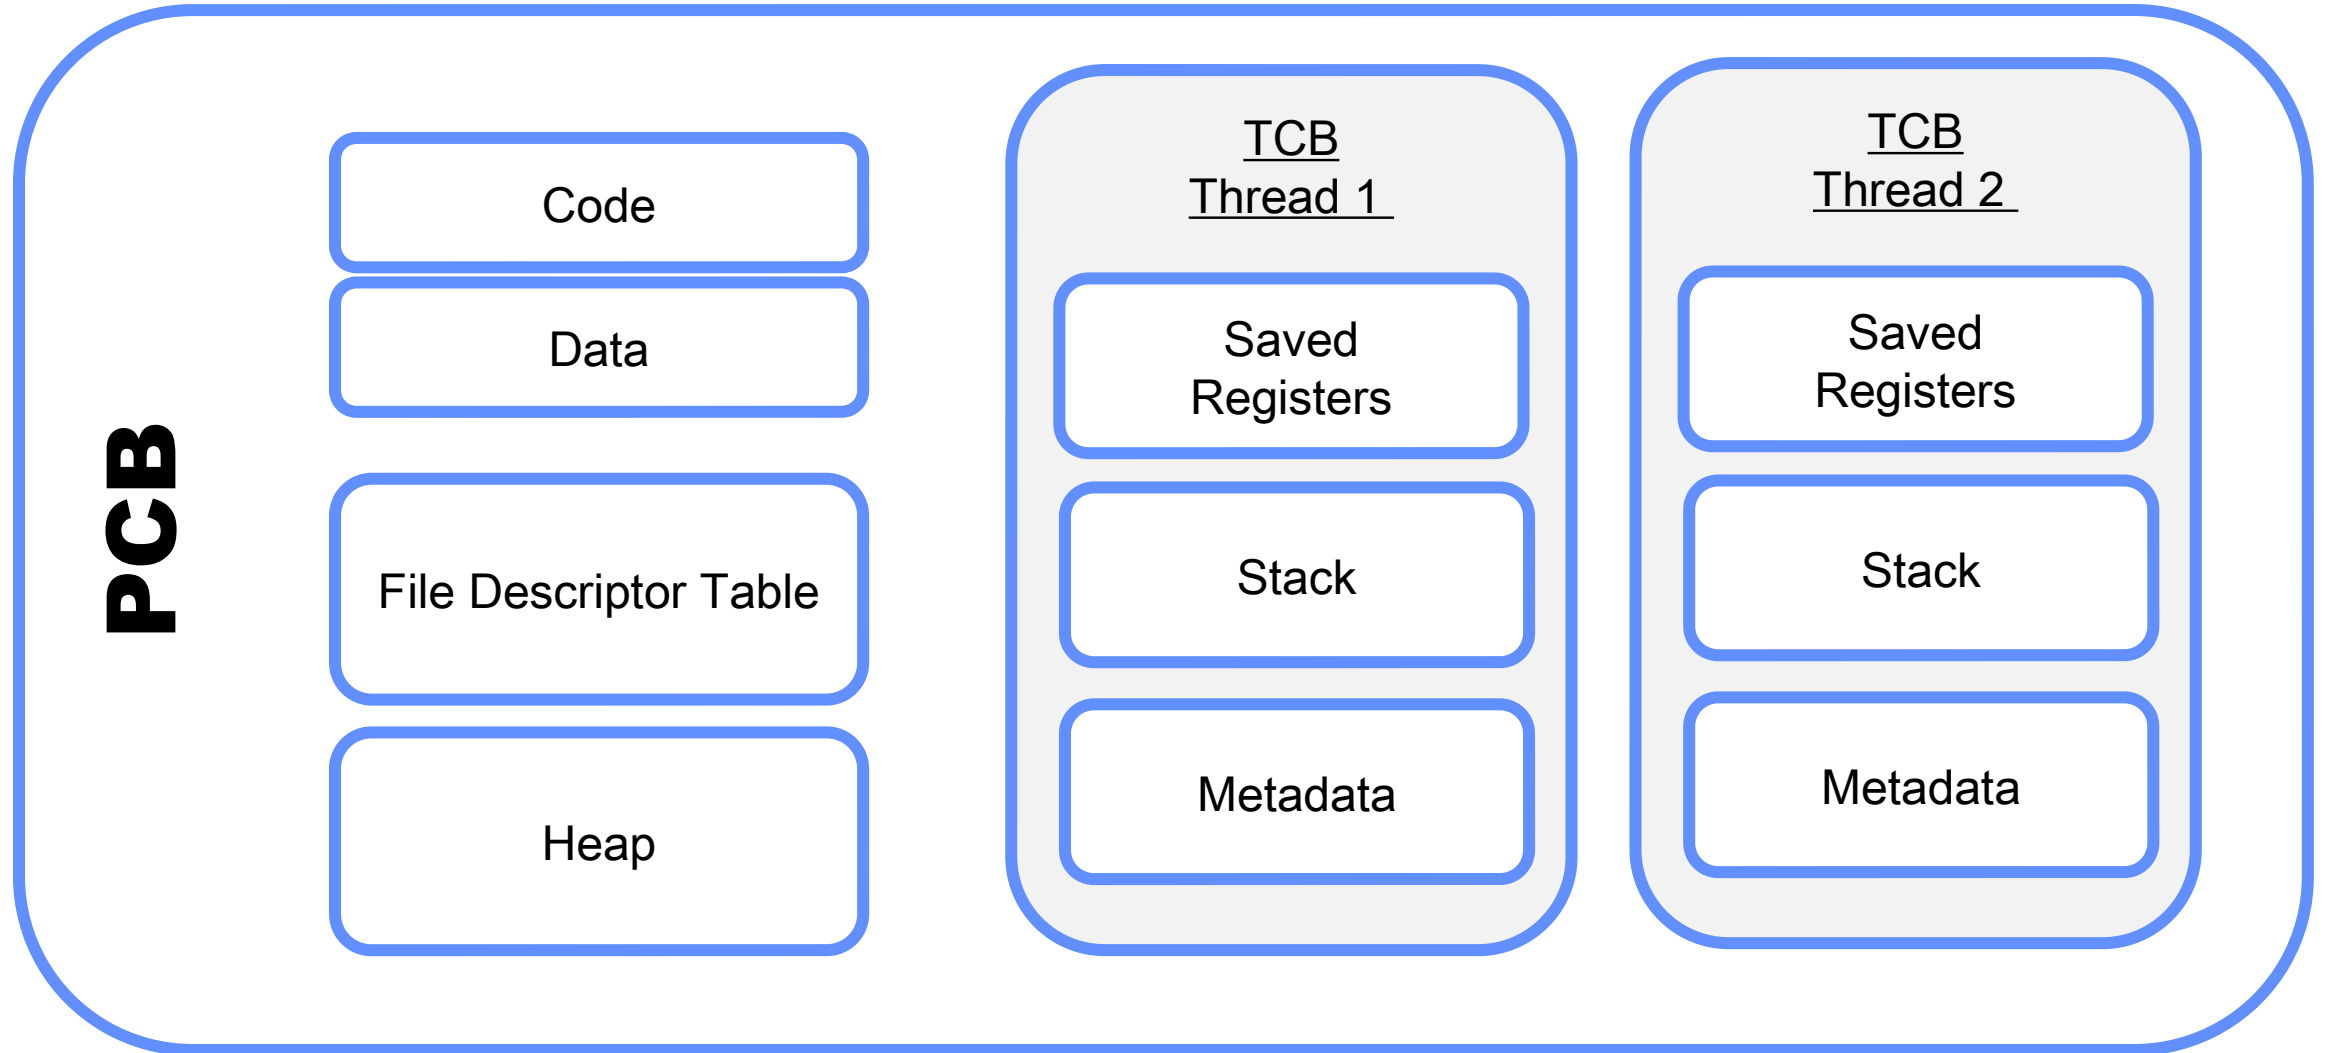 PCB
Code
Data
File Descriptor Table
Heap
TCB
Thread 1
Saved
Registers
Stack
Metadata
TCB
Thread 2
Saved
Registers
Stack
Metadata